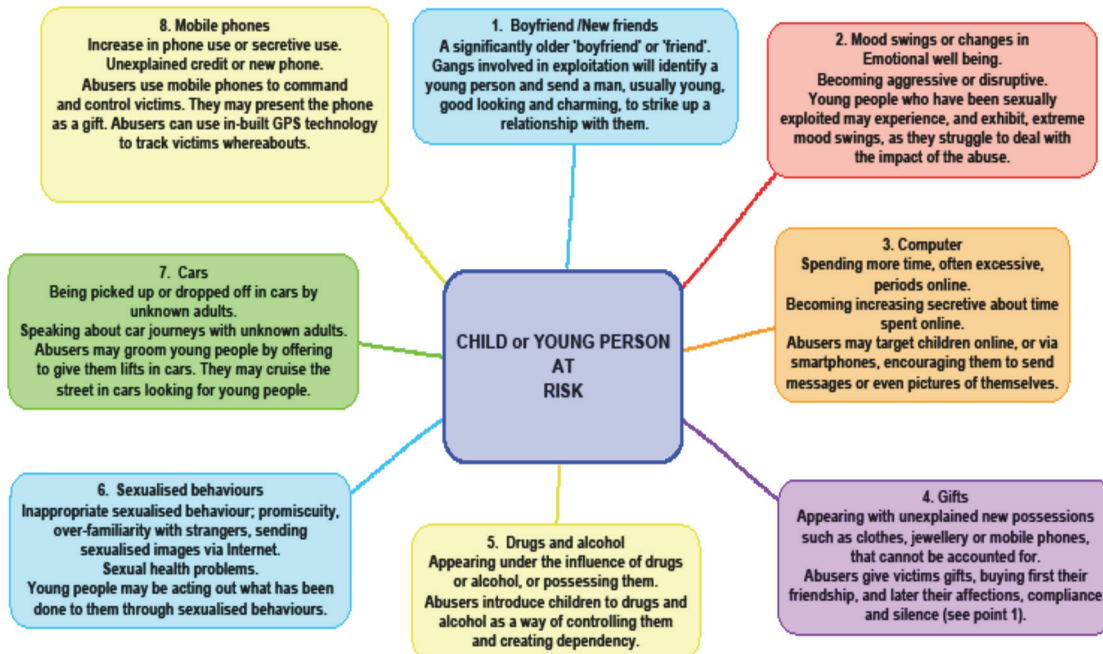 8. Mobile phones
Increase in phone use or secretive use.
Unexplained credit or new phone.
Abusers use mobile phones to command
and control victims. They may present the phone
as a gift. Abusers can use in-built GPS technology
to track victims whereabouts.
1. Boyfriend /New friends
A significantly older 'boyfriend' or 'friend'.
Gangs involved in exploitation will identify a
young person and send a man, usually young,
good looking and charming, to strike up a
relationship with them.
2. Mood swings or changes in
Emotional well being.
Becoming aggressive or disruptive.
Young people who have been sexually
exploited may experience, and exhibit, extreme
mood swings, as they struggle to deal with
the impact of the abuse.
7. Cars
Being picked up or dropped off in cars by
unknown adults.
Speaking about car journeys with unknown adults.
Abusers may groom young people by offering
to give them lifts in cars. They may cruise the
street in cars looking for young people.
CHILD or YOUNG PERSON
AT
RISK
3. Computer
Spending more time, often excessive,
periods online.
Becoming increasing secretive about time
spent online.
Abusers may target children online, or via
smartphones, encouraging them to send
messages or even pictures of themselves.
6. Sexualised behaviours
Inappropriate sexualised behaviour; promiscuity,
over-familiarity with strangers, sending
sexualised images via Internet.
Sexual health problems.
Young people may be acting out what has been
done to them through sexualised behaviours.
5. Drugs and alcohol
Appearing under the influence of drugs
or alcohol, or possessing them.
Abusers introduce children to drugs and
alcohol as a way of controlling them
and creating dependency.
4. Gifts
Appearing with unexplained new possessions
such as clothes, jewellery or mobile phones,
that cannot be accounted for.
Abusers give victims gifts, buying first their
friendship, and later their affections, compliance
and silence (see point 1).